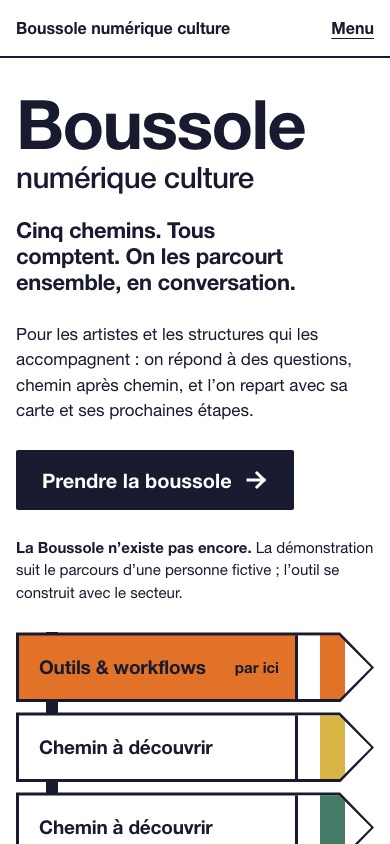 Boussole numérique culture
Menu
Boussole
numérique culture
Cinq chemins. Tous
comptent. On les parcourt
ensemble, en conversation.
Pour les artistes et les structures qui les
accompagnent : on répond à des questions,
chemin après chemin, et l’on repart avec sa
carte et ses prochaines étapes.
Prendre la boussole →
La Boussole n’existe pas encore. La démonstration
suit le parcours d’une personne fictive ; l’outil se
construit avec le secteur.
Outils & workflows par ici
Chemin à découvrir
Chemin à découvrir